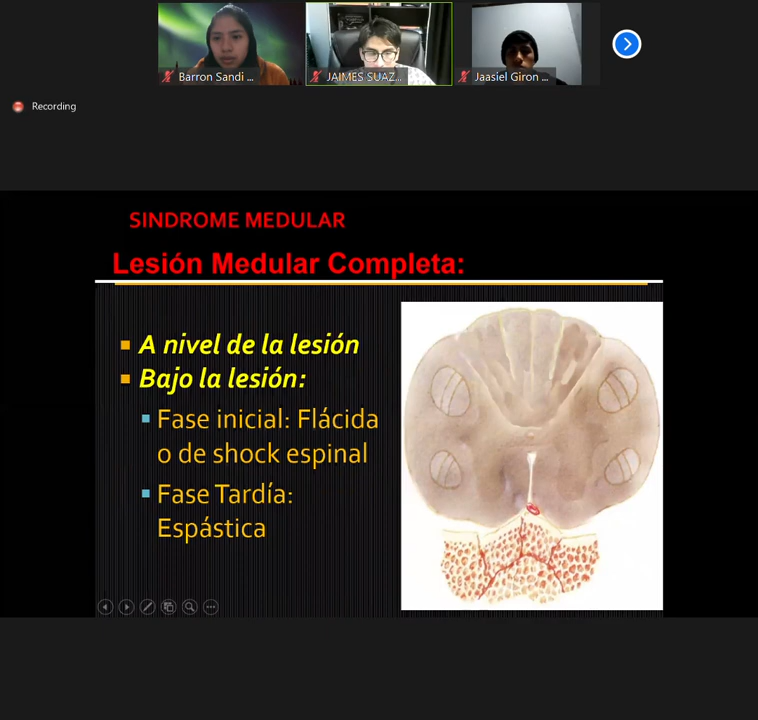 Barron Sandi ...
JAIMES SUAZ...
Jaasiel Giron ...
Recording
SINDROME MEDULAR
Lesión Medular Completa:
A nivel de la lesión
Bajo la lesión:
Fase inicial: Flácida
o de shock espinal
Fase Tardía:
Espástica